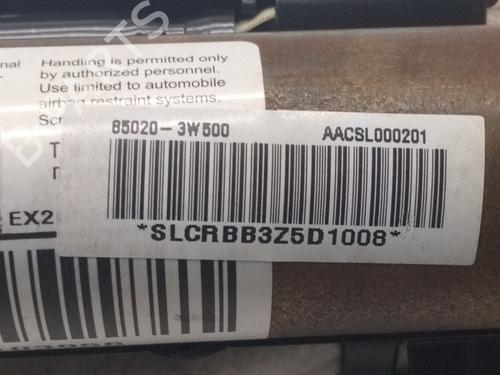 Handling is permitted only
by authorized personnel.
Use limited to automobile
airbag restraint systems.
85020-3W500 AACSL000201
*SLCRBB3Z5D1008*
EX2